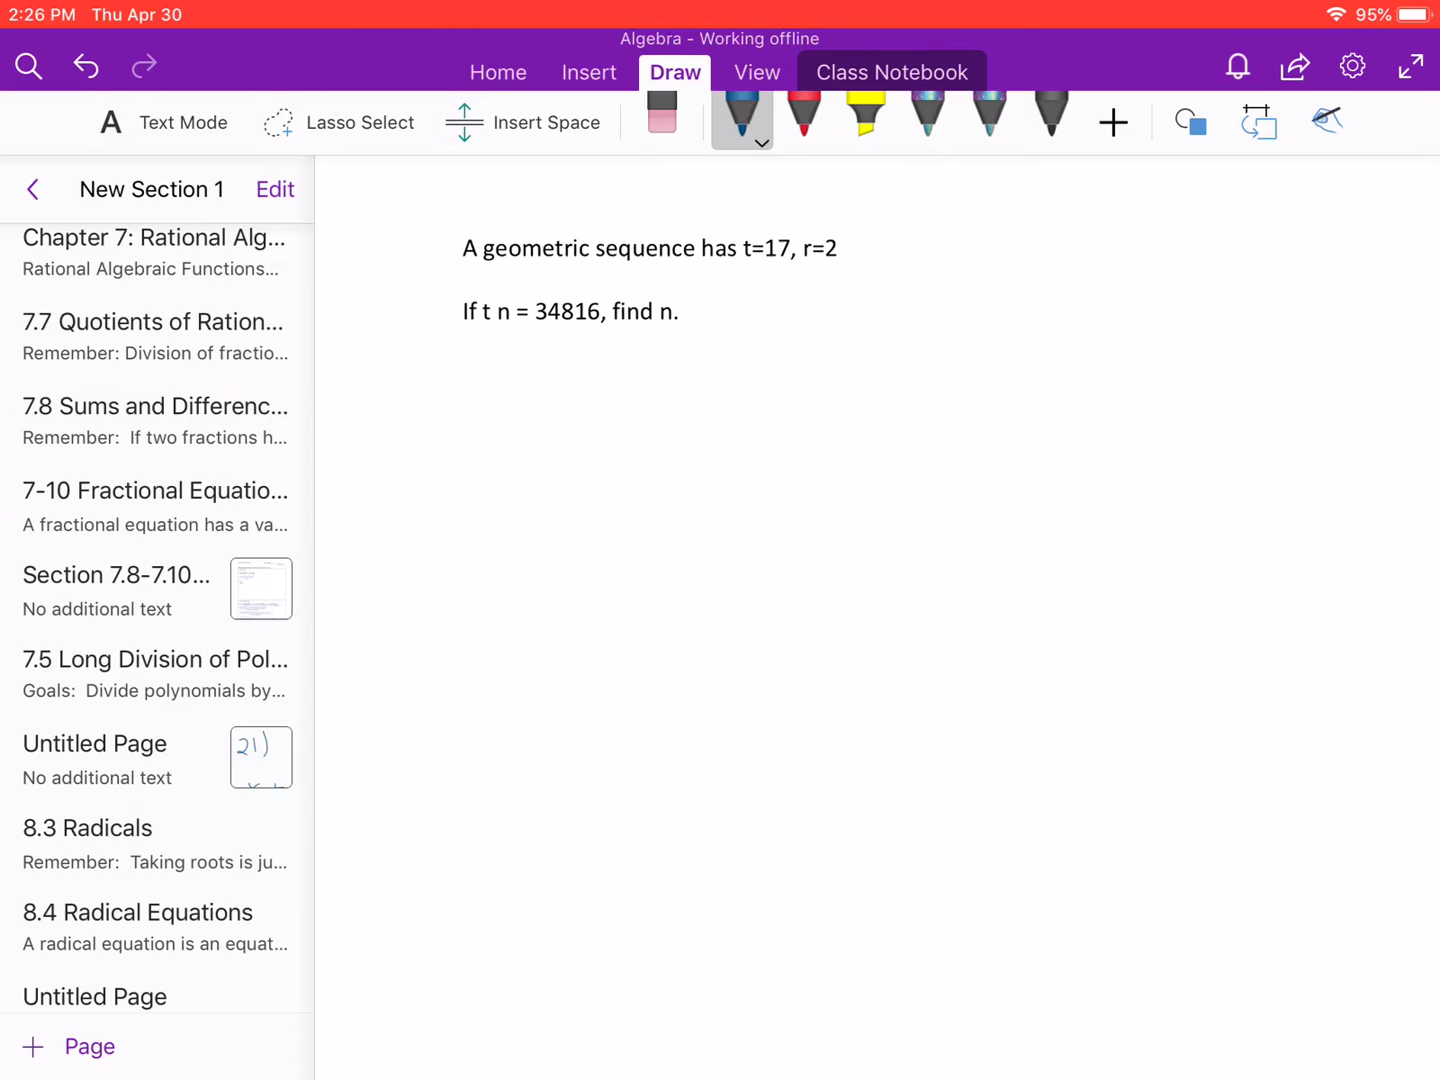 2:26 PM Thu Apr 30 95%
Algebra - Working offline
Home Insert Draw View Class Notebook
A Text Mode Lasso Select Insert Space
New Section 1 Edit
Chapter 7: Rational Alg...
Rational Algebraic Functions...
7.7 Quotients of Ration...
Remember: Division of fractio...
7.8 Sums and Differenc...
Remember: If two fractions h...
7-10 Fractional Equatio...
A fractional equation has a va...
Section 7.8-7.10...
No additional text
7.5 Long Division of Pol...
Goals: Divide polynomials by...
Untitled Page
No additional text
21)
8.3 Radicals
Remember: Taking roots is ju...
8.4 Radical Equations
A radical equation is an equat...
Untitled Page
+ Page
A geometric sequence has t=17, r=2
If t n = 34816, find n.